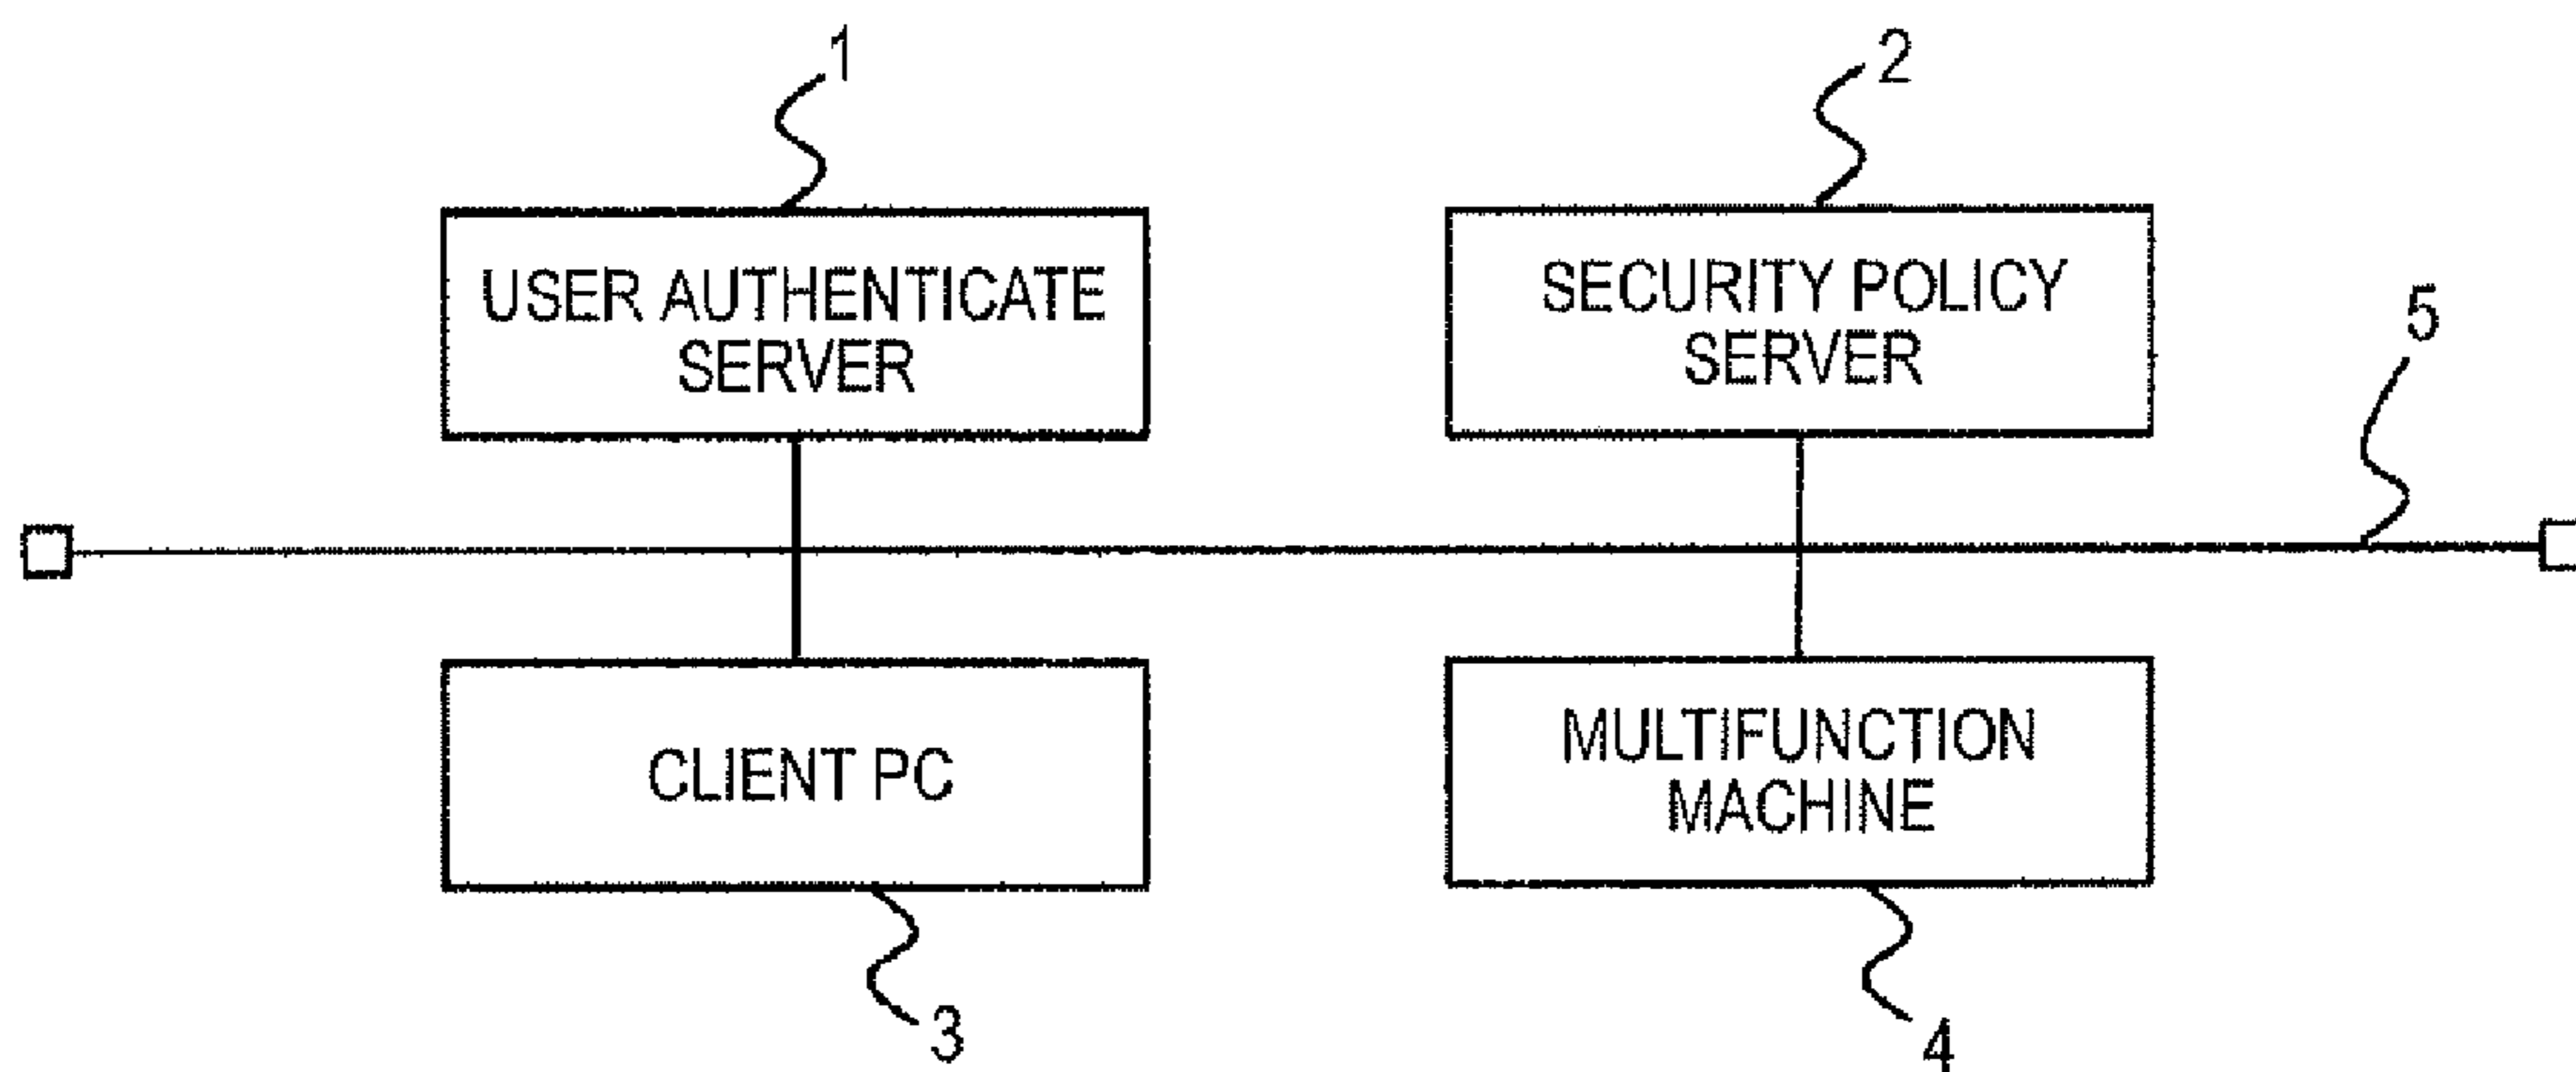 1
2
USER AUTHENTICATE
SERVER
SECURITY POLICY
SERVER
5
CLIENT PC
MULTIFUNCTION
MACHINE
3
4